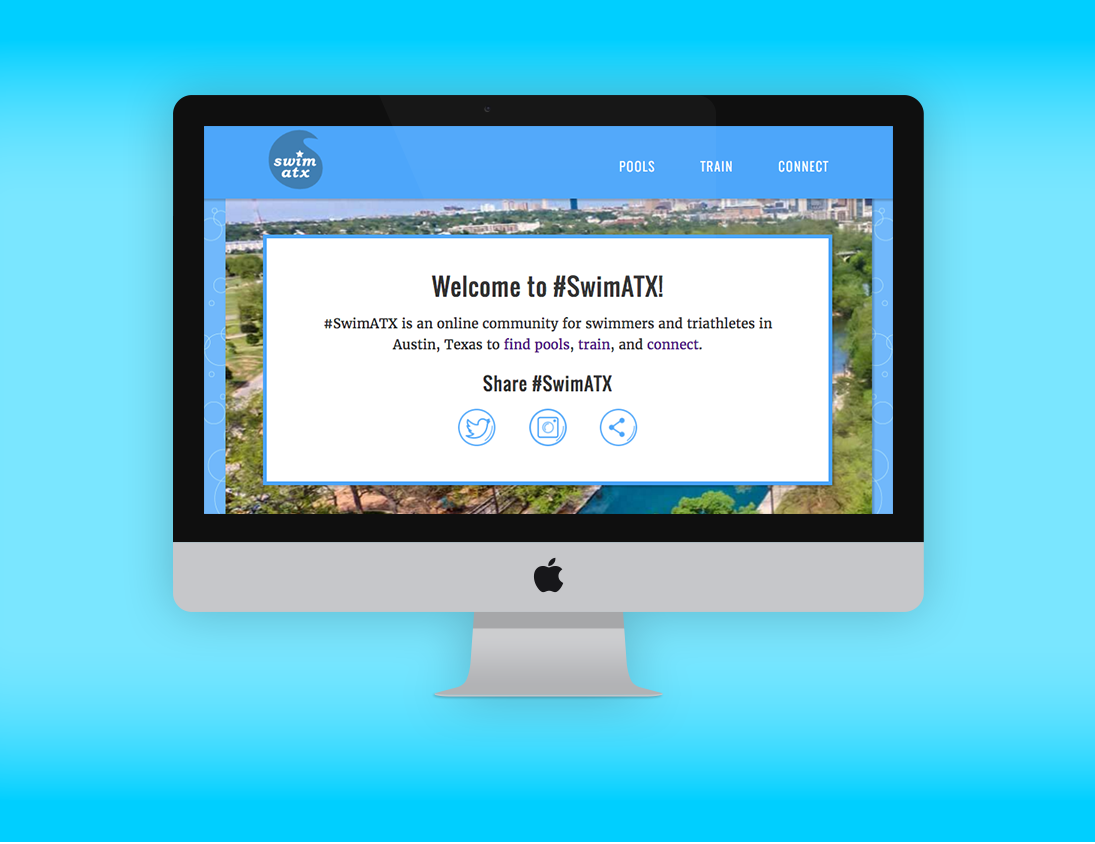 swim
atx
POOLS TRAIN CONNECT
Welcome to #SwimATX!
#SwimATX is an online community for swimmers and triathletes in
Austin, Texas to find pools, train, and connect.
Share #SwimATX